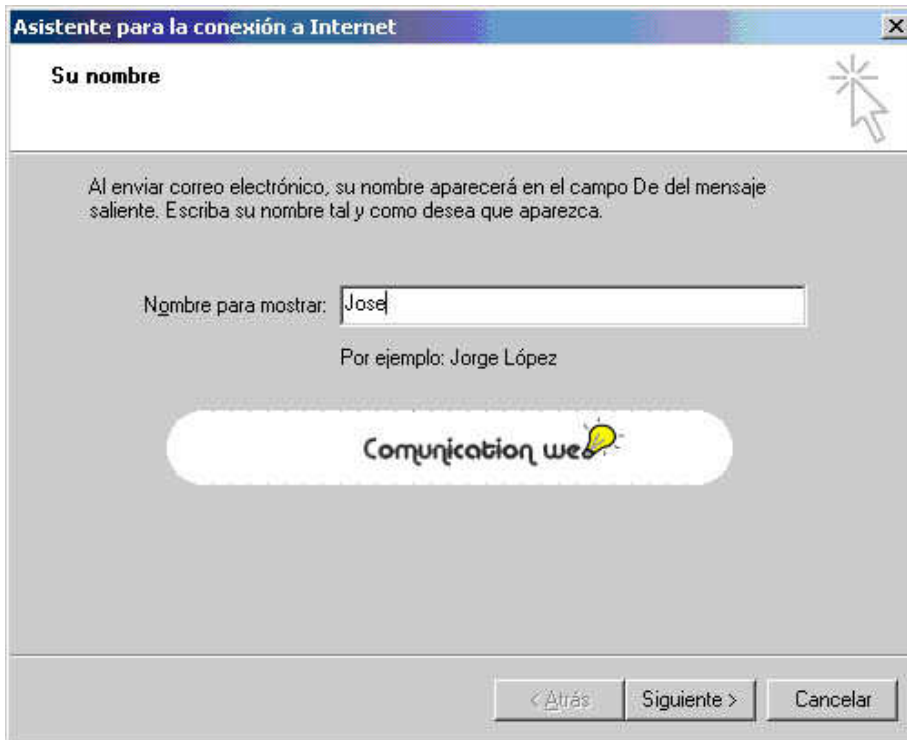 Asistente para la conexión a Internet
Su nombre
Al enviar correo electrónico, su nombre aparecerá en el campo De del mensaje
saliente. Escriba su nombre tal y como desea que aparezca.
Nombre para mostrar: Jose
Por ejemplo: Jorge López
Comunication web
< Atrás Siguiente > Cancelar